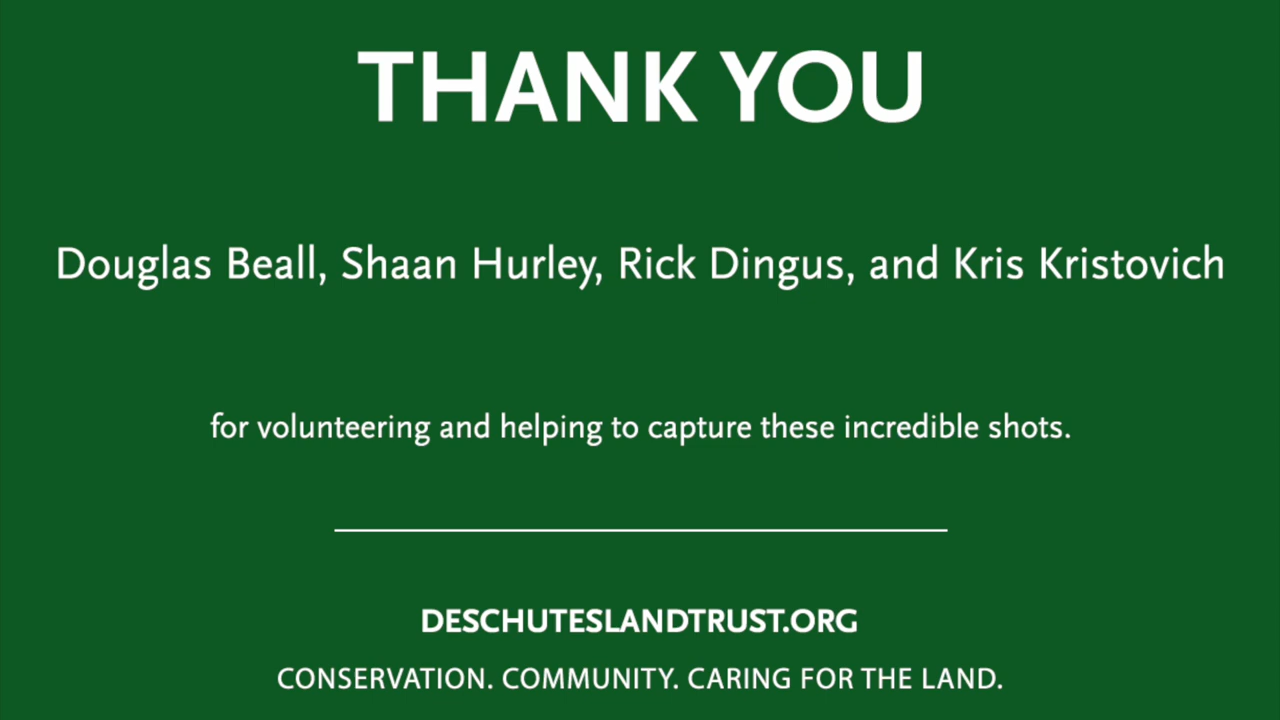 THANK YOU
Douglas Beall, Shaan Hurley, Rick Dingus, and Kris Kristovich
for volunteering and helping to capture these incredible shots.
DESCHUTESLANDTRUST.ORG
CONSERVATION. COMMUNITY. CARING FOR THE LAND.